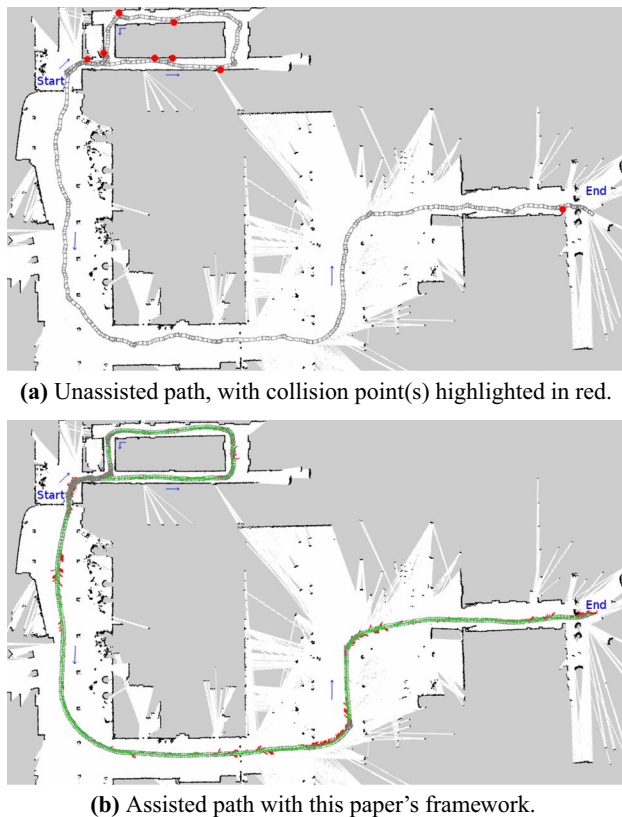 Start
End
(a) Unassisted path, with collision point(s) highlighted in red.
Start
End
(b) Assisted path with this paper's framework.